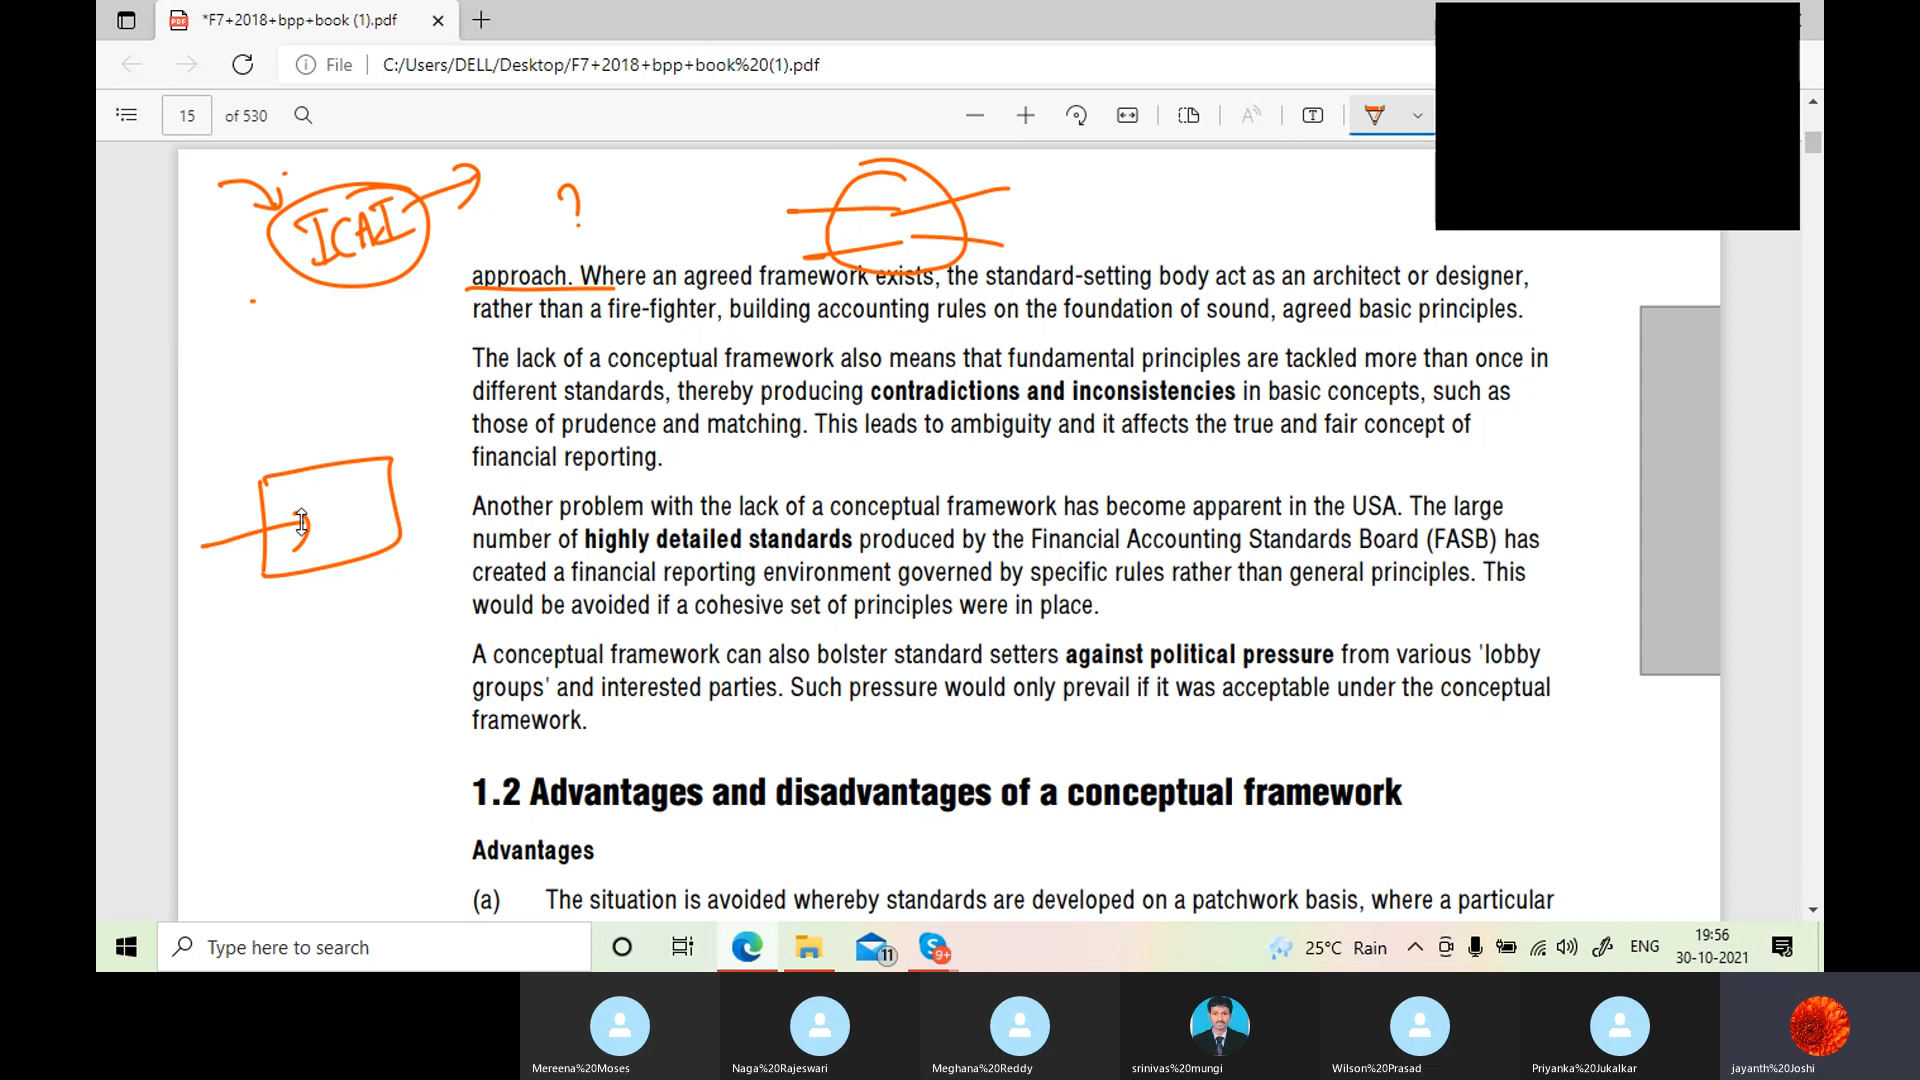 *F7+2018+bpp+book (1).pdf
File
C:/Users/DELL/Desktop/F7+2018+bpp+book%20(1).pdf
15 of 530
ICAI ?
approach. Where an agreed framework exists, the standard-setting body act as an architect or designer,
rather than a fire-fighter, building accounting rules on the foundation of sound, agreed basic principles.
The lack of a conceptual framework also means that fundamental principles are tackled more than once in
different standards, thereby producing contradictions and inconsistencies in basic concepts, such as
those of prudence and matching. This leads to ambiguity and it affects the true and fair concept of
financial reporting.
Another problem with the lack of a conceptual framework has become apparent in the USA. The large
number of highly detailed standards produced by the Financial Accounting Standards Board (FASB) has
created a financial reporting environment governed by specific rules rather than general principles. This
would be avoided if a cohesive set of principles were in place.
A conceptual framework can also bolster standard setters against political pressure from various 'lobby
groups' and interested parties. Such pressure would only prevail if it was acceptable under the conceptual
framework.
1.2 Advantages and disadvantages of a conceptual framework
Advantages
(a) The situation is avoided whereby standards are developed on a patchwork basis, where a particular
Type here to search
11
9+
25°C Rain
ENG
19:56
30-10-2021
Mereena%20Moses
Naga%20Rajeswari
Meghana%20Reddy
srinivas%20mungi
Wilson%20Prasad
Priyanka%20Jukalkar
jayanth%20Joshi